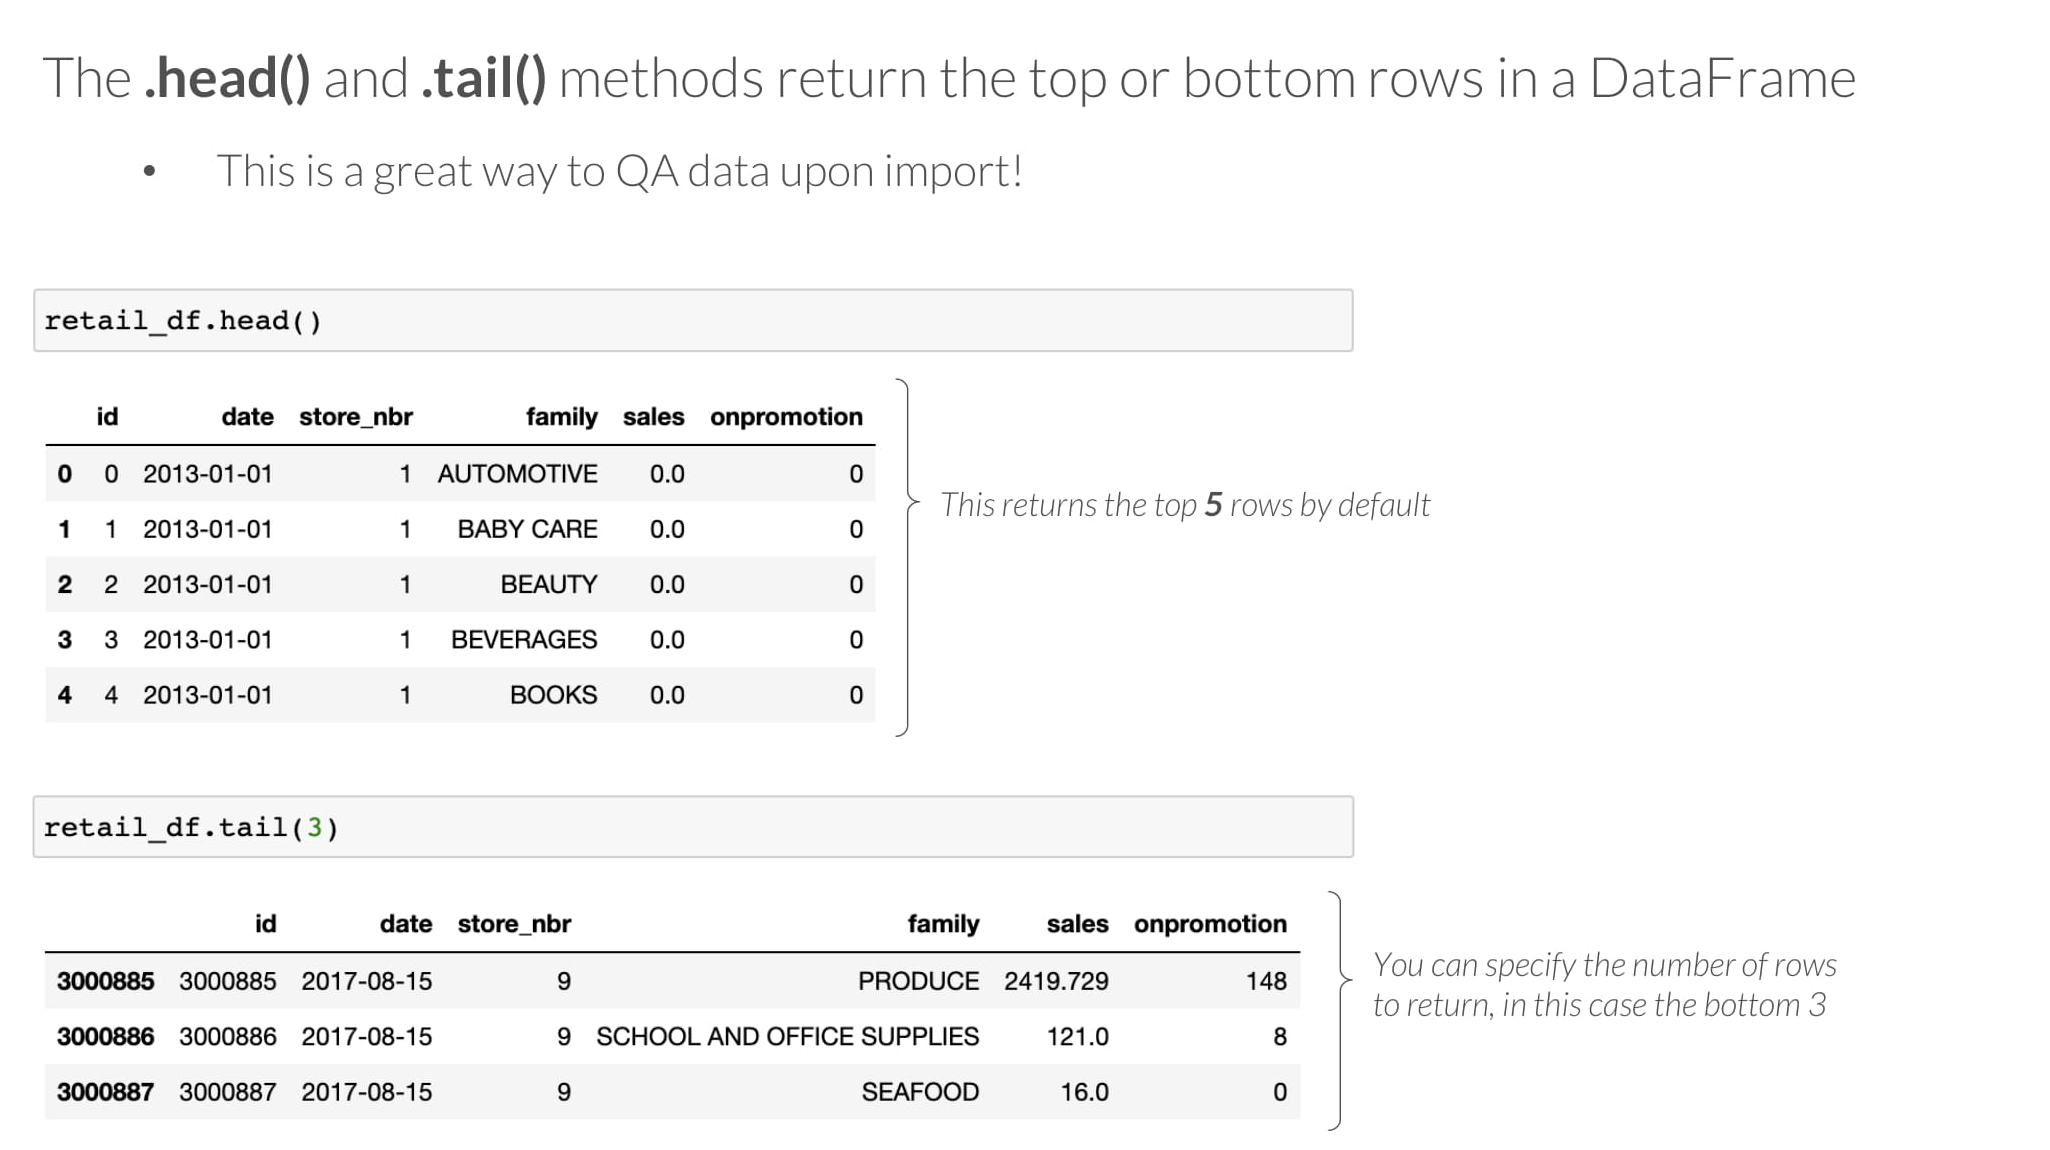 The .head() and .tail() methods return the top or bottom rows in a DataFrame
• This is a great way to QA data upon import!
retail_df.head()
id date store_nbr family sales onpromotion
0 0 2013-01-01 1 AUTOMOTIVE 0.0 0
1 1 2013-01-01 1 BABY CARE 0.0 0
2 2 2013-01-01 1 BEAUTY 0.0 0
3 3 2013-01-01 1 BEVERAGES 0.0 0
4 4 2013-01-01 1 BOOKS 0.0 0
This returns the top 5 rows by default
retail_df.tail(3)
id date store_nbr family sales onpromotion
3000885 3000885 2017-08-15 9 PRODUCE 2419.729 148
3000886 3000886 2017-08-15 9 SCHOOL AND OFFICE SUPPLIES 121.0 8
3000887 3000887 2017-08-15 9 SEAFOOD 16.0 0
You can specify the number of rows
to return, in this case the bottom 3